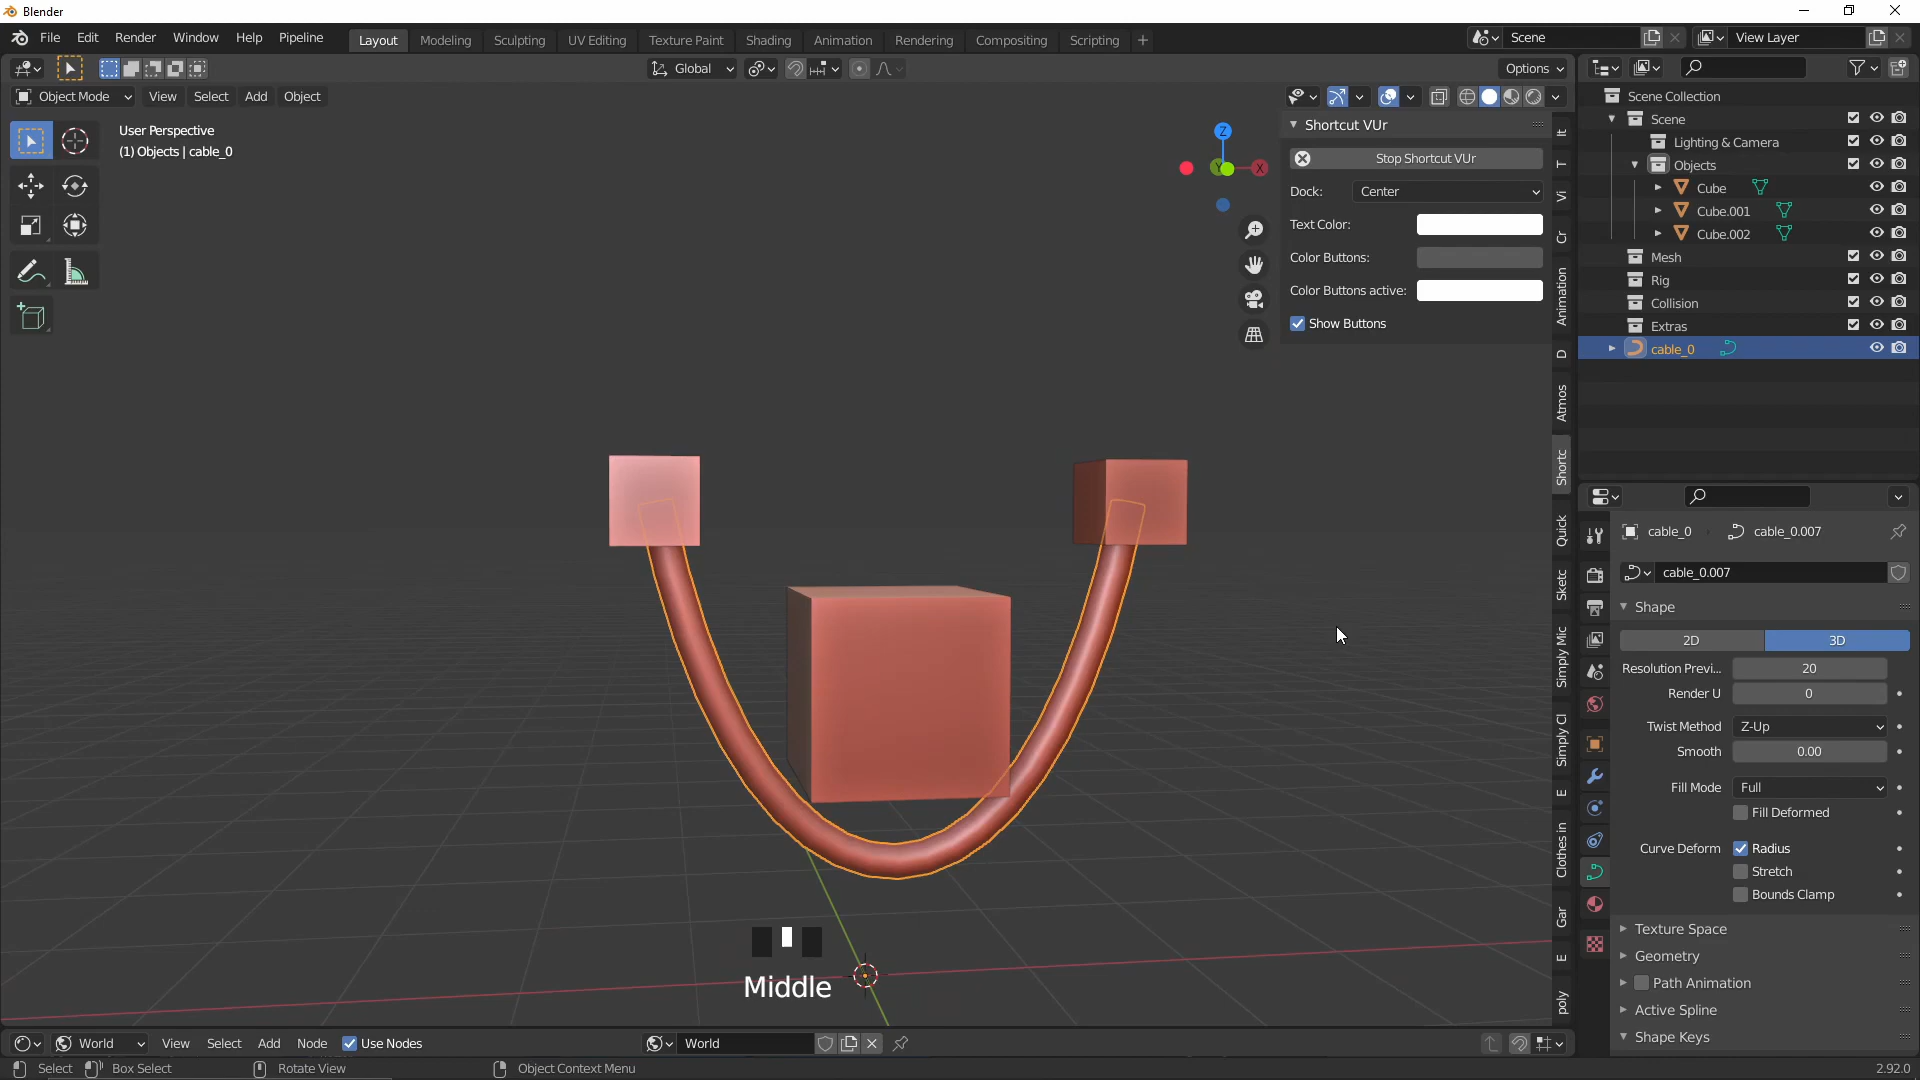 Blender
File Edit Render Window Help Pipeline Layout Modeling Sculpting UV Editing Texture Paint Shading Animation Rendering Compositing Scripting + Scene View Layer
Global Options
Object Mode View Select Add Object
User Perspective
(1) Objects | cable_0
Z
Y
X
Shortcut VUr
Stop Shortcut VUr
Dock: Center
Text Color:
Color Buttons:
Color Buttons active:
Show Buttons
It
T
Vi
Cr
Animation
D
Atmos
Shortc
Quick
Sketc
Simply Mic
Simply Cl
E
Clothes in
Gar
E
poly
Scene Collection
Scene
Lighting & Camera
Objects
Cube
Cube.001
Cube.002
Mesh
Rig
Collision
Extras
cable_0
cable_0 cable_0.007
cable_0.007
Shape
2D 3D
Resolution Previ... 20
Render U 0
Twist Method Z-Up
Smooth 0.00
Fill Mode Full
Fill Deformed
Curve Deform Radius
Stretch
Bounds Clamp
Texture Space
Geometry
Path Animation
Active Spline
Shape Keys
Middle
World View Select Add Node Use Nodes World
Select Box Select Rotate View Object Context Menu 2.92.0